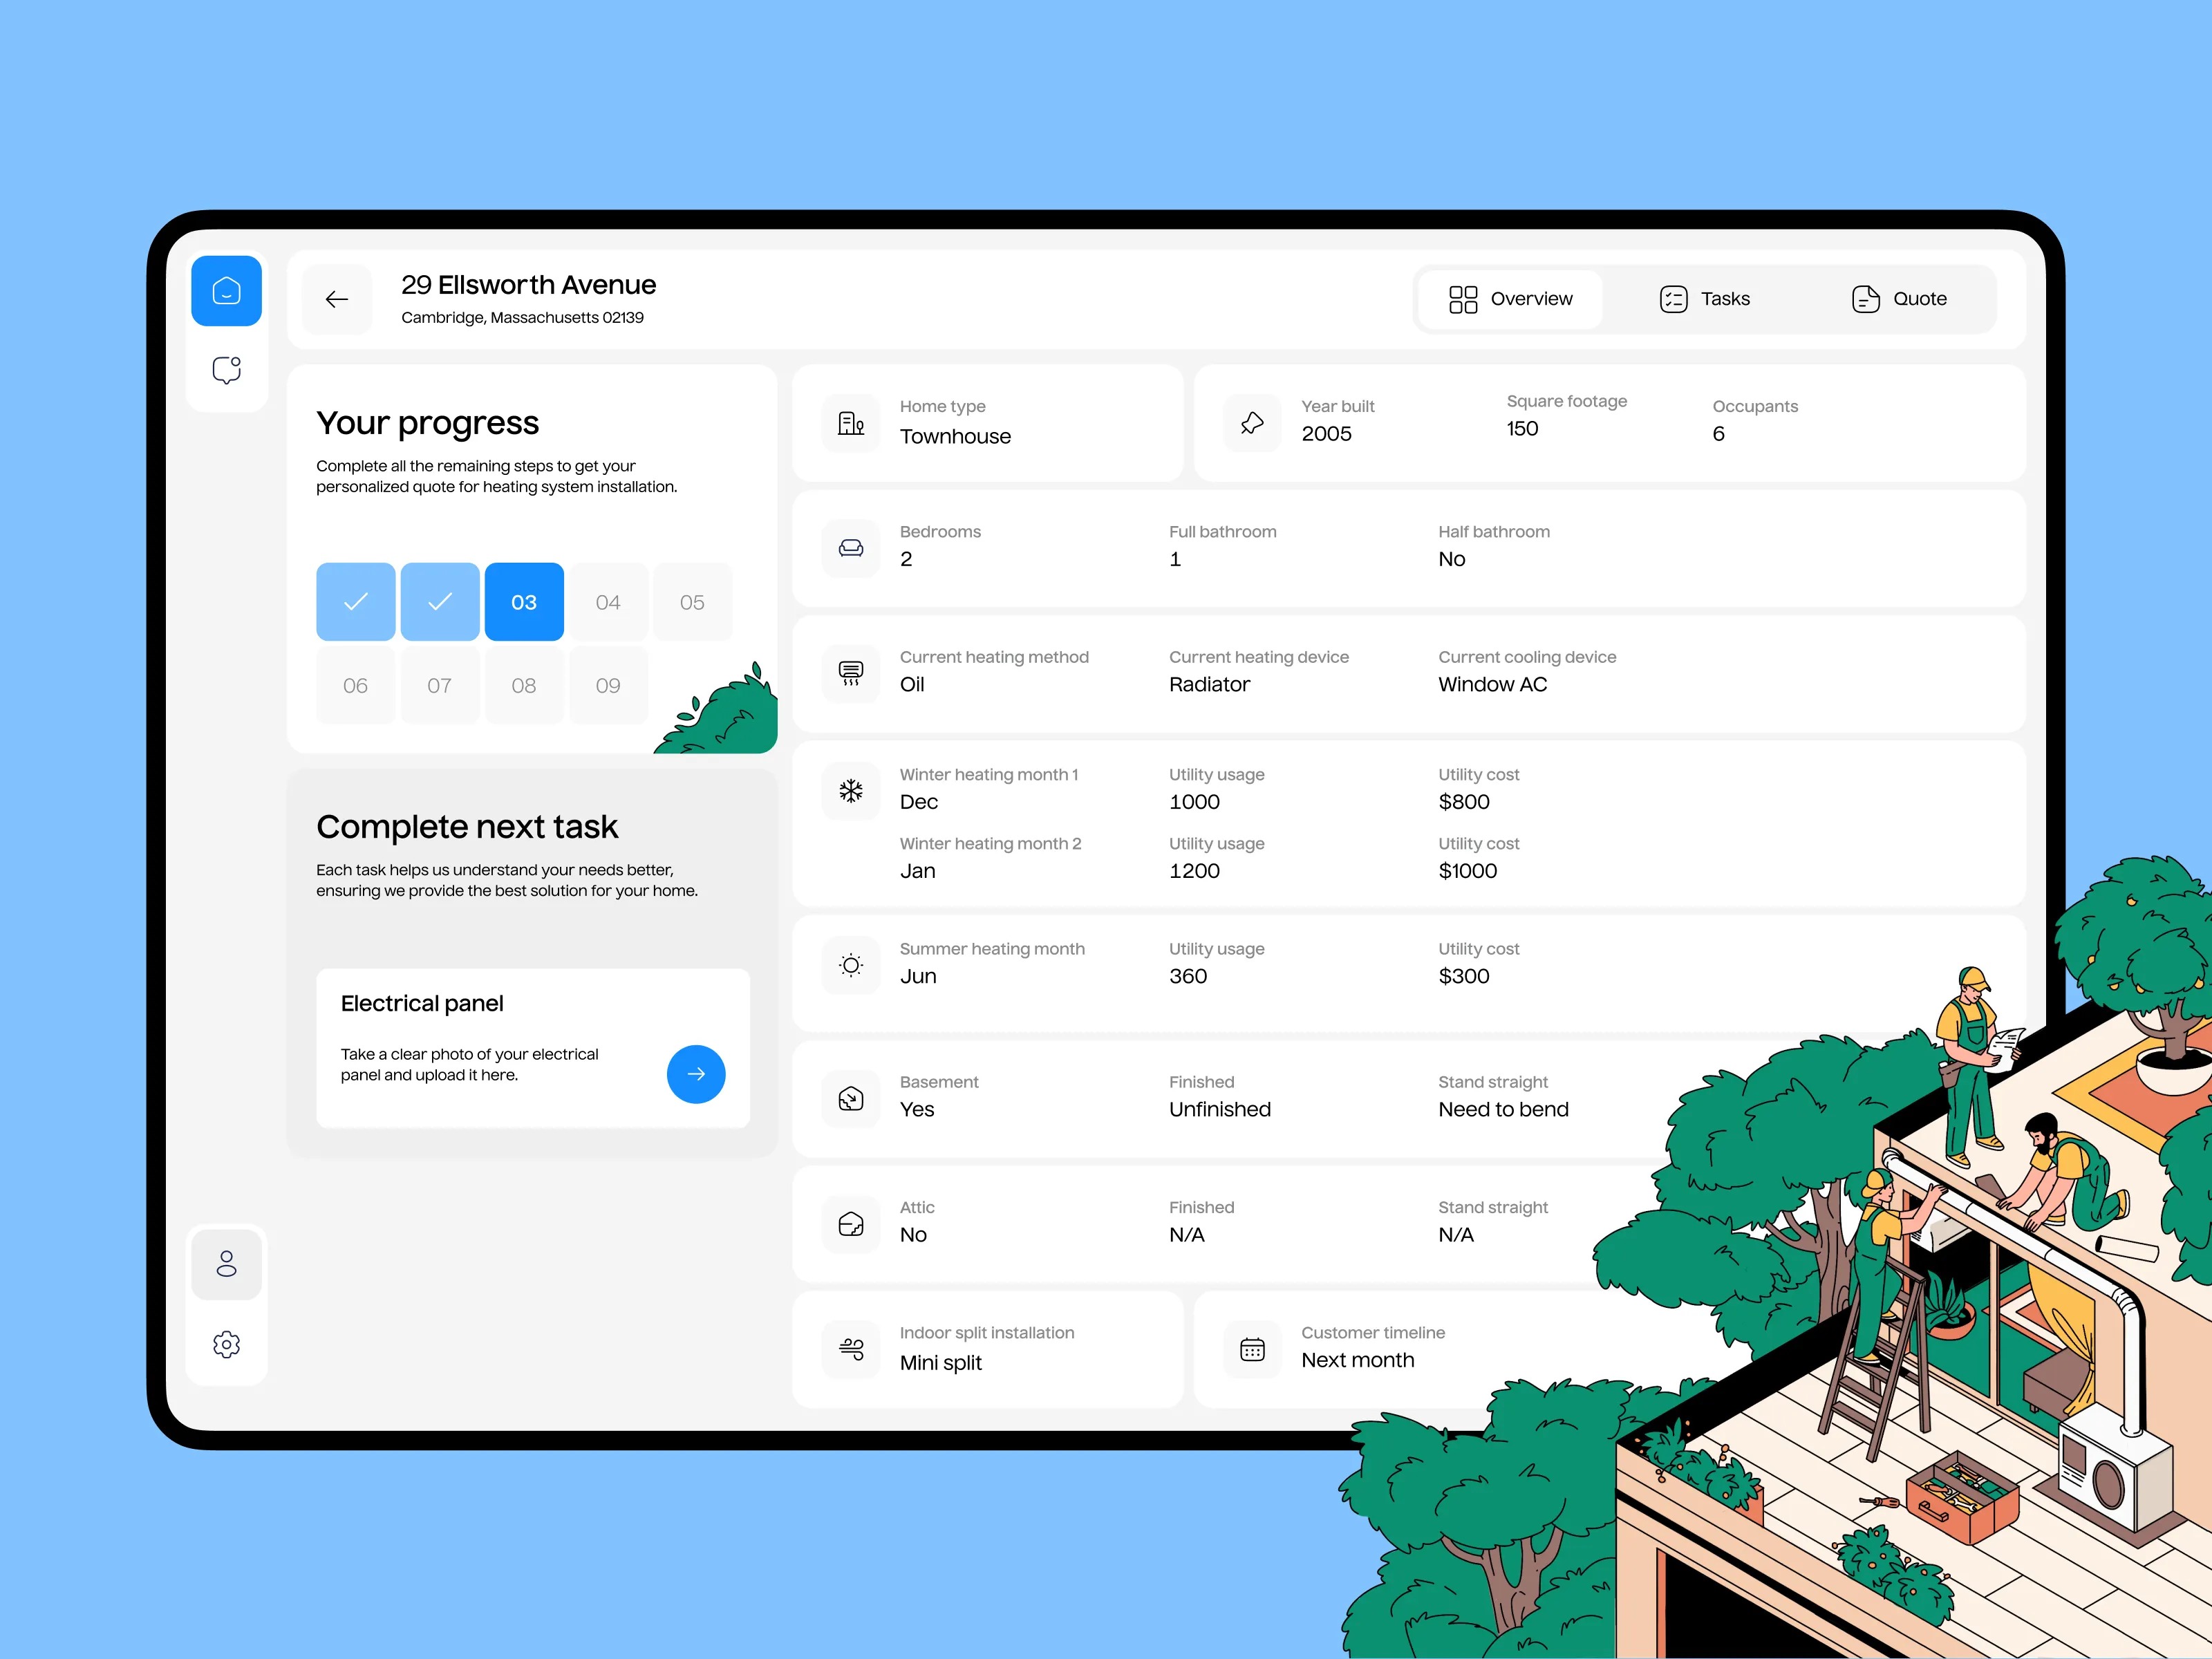 29 Ellsworth Avenue
Cambridge, Massachusetts 02139
Overview
Tasks
Quote
Your progress
Complete all the remaining steps to get your
personalized quote for heating system installation.
03
04
05
06
07
08
09
Complete next task
Each task helps us understand your needs better,
ensuring we provide the best solution for your home.
Electrical panel
Take a clear photo of your electrical
panel and upload it here.
Home type
Townhouse
Year built
2005
Square footage
150
Occupants
6
Bedrooms
2
Full bathroom
1
Half bathroom
No
Current heating method
Oil
Current heating device
Radiator
Current cooling device
Window AC
Winter heating month 1
Dec
Utility usage
1000
Utility cost
$800
Winter heating month 2
Jan
Utility usage
1200
Utility cost
$1000
Summer heating month
Jun
Utility usage
360
Utility cost
$300
Basement
Yes
Finished
Unfinished
Stand straight
Need to bend
Attic
No
Finished
N/A
Stand straight
N/A
Indoor split installation
Mini split
Customer timeline
Next month